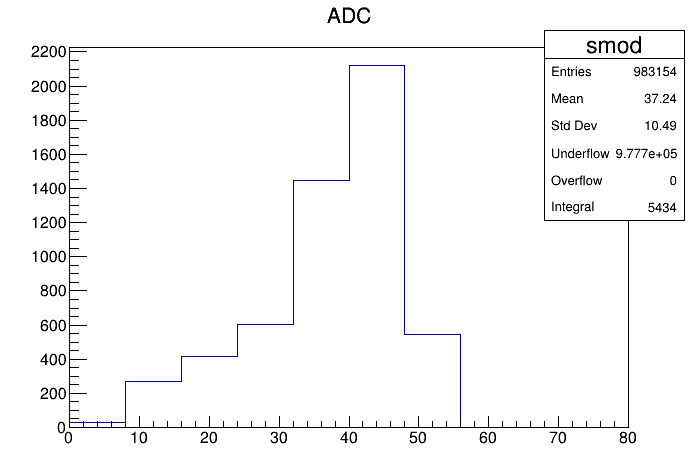 ADC
smod
Entries 983154
Mean 37.24
Std Dev 10.49
Underflow 9.777e+05
Overflow 0
Integral 5434
2200
2000
1800
1600
1400
1200
1000
800
600
400
200
0
0 10 20 30 40 50 60 70 80